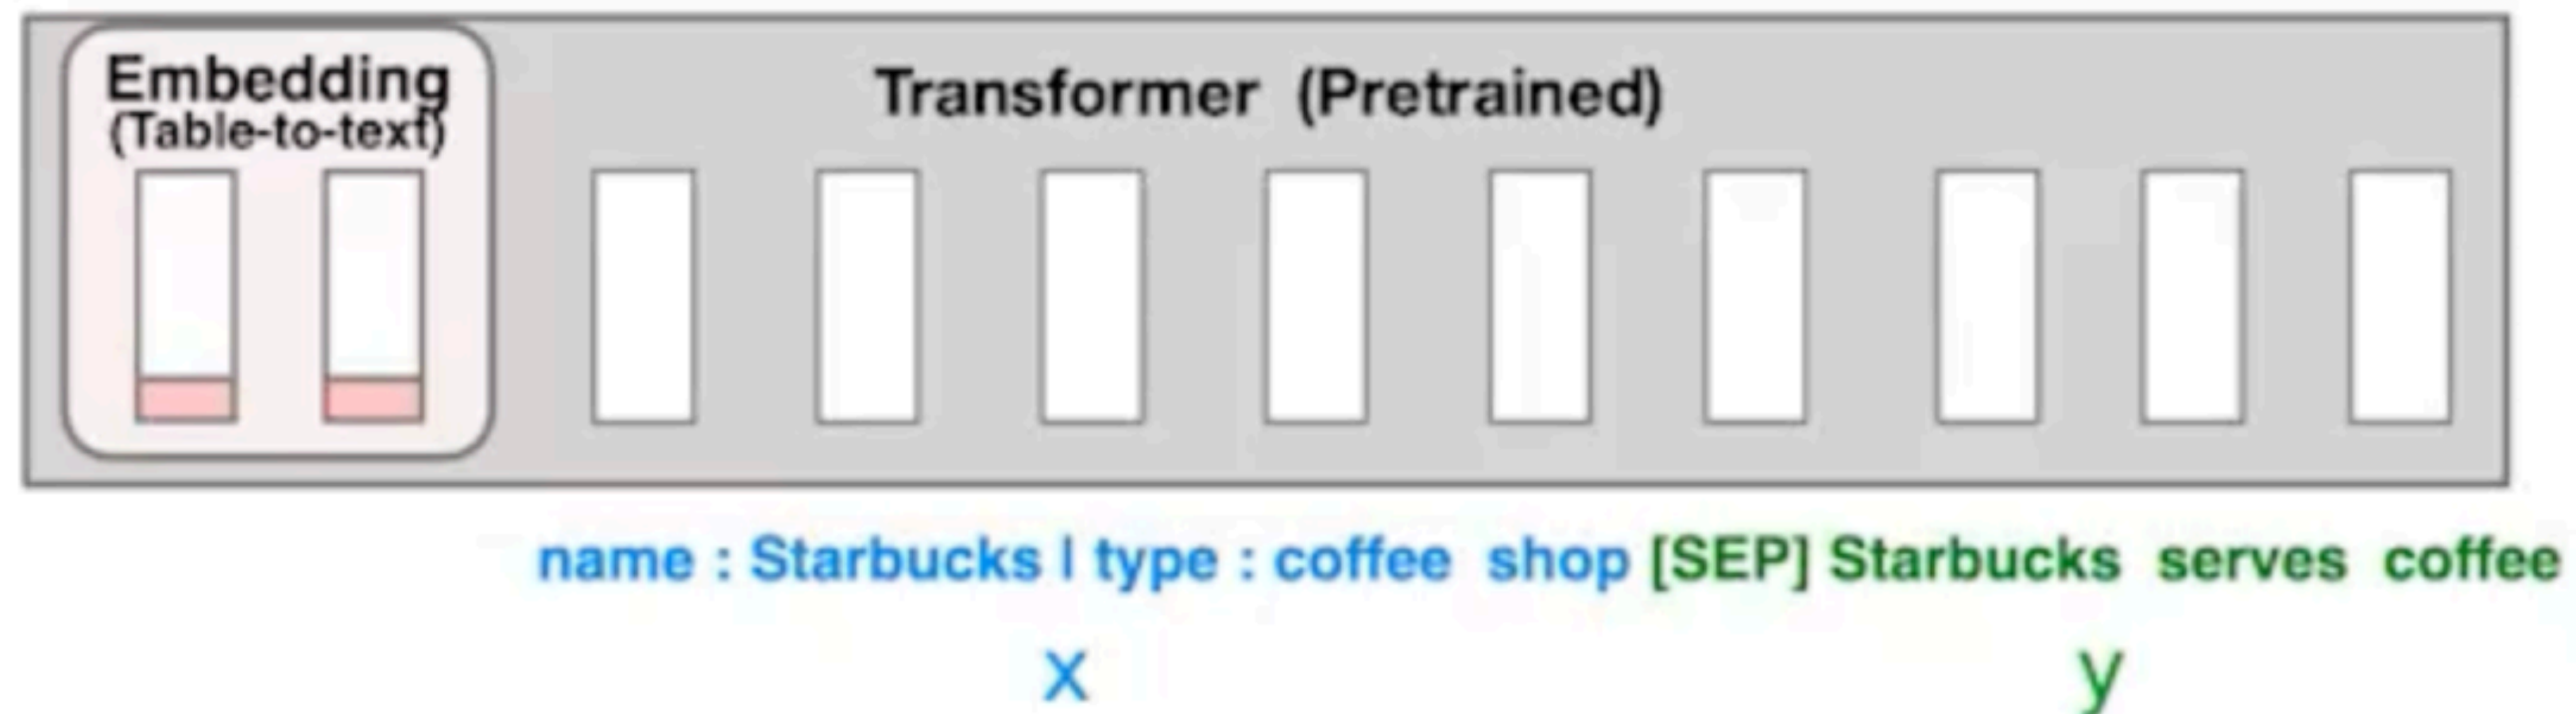 Embedding
(Table-to-text)
Transformer (Pretrained)
name : Starbucks | type : coffee shop [SEP] Starbucks serves coffee
x
y